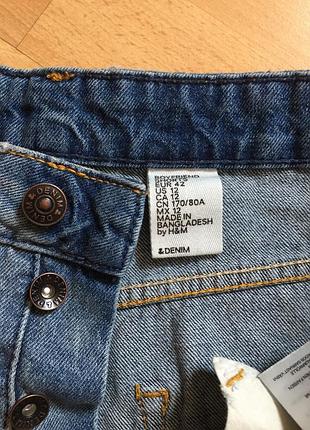 BOYFRIEND
SHORTS
EUR 42
US 12
CA 12
CN 170/80A
MX 12
MADE IN
BANGLADESH
by H&M
&DENIM
& DENIM